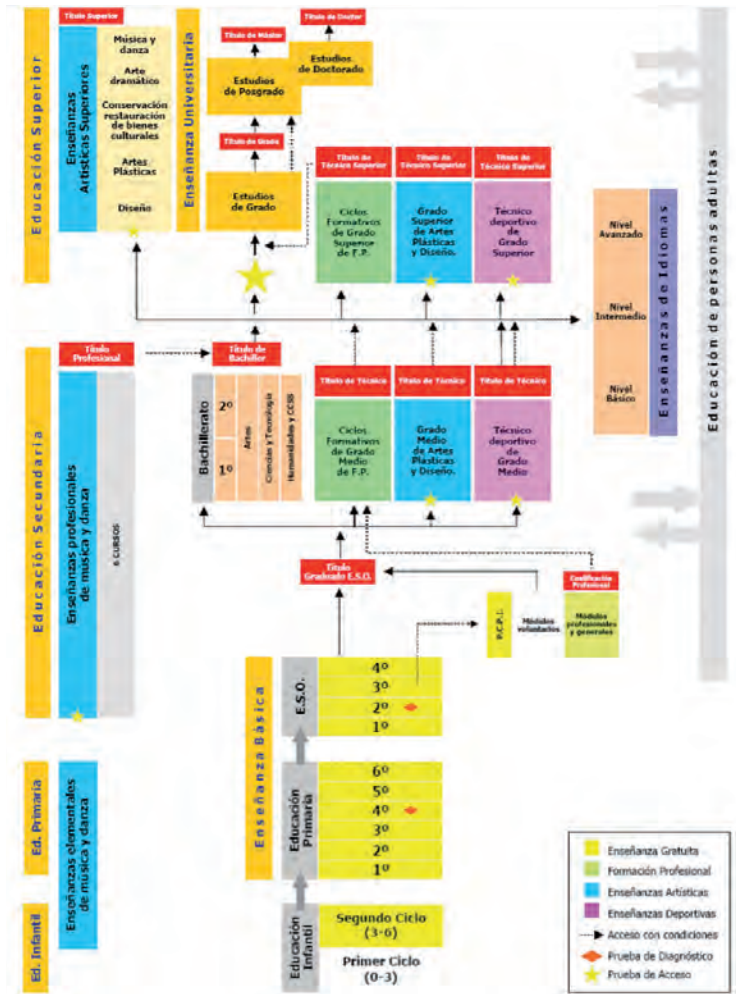 Educación Superior
Título Superior
Enseñanzas
Artísticas Superiores
Música y
danza
Arte
dramático
Conservación
restauración
de bienes
culturales
Artes
Plásticas
Diseño
Enseñanza Universitaria
Título de Máster
Título de Doctor
Estudios
de Posgrado
Estudios
de Doctorado
Título de Grado
Estudios
de Grado
Título de
Técnico Superior
Título de
Técnico Superior
Título de
Técnico Superior
Ciclos
Formativos
de Grado
Superior
de F.P.
Grado
Superior
de Artes
Plásticas
y Diseño.
Técnico
deportivo
de Grado
Superior
Nivel
Avanzado
Nivel
Intermedio
Nivel
Básico
Enseñanzas de Idiomas
Educación de personas adultas
Educación Secundaria
Título
Profesional
Enseñanzas profesionales
de música y danza
6 CURSOS
Título de
Bachiller
Bachillerato
2º
1º
Artes
Ciencias y Tecnología
Humanidades y CCSS
Título de Técnico
Título de Técnico
Título de Técnico
Ciclos
Formativos
de Grado
Medio
de F.P.
Grado
Medio
de Artes
Plásticas
y Diseño.
Técnico
deportivo
de Grado
Medio
Título
Graduado E.S.O.
Cualificación
Profesional
P.C.P.I.
Módulos
voluntarios
Módulos
profesionales
y generales
Enseñanza Básica
E.S.O.
4º
3º
2º
1º
Ed. Primaria
Enseñanzas elementales
de música y danza
Educación
Primaria
6º
5º
4º
3º
2º
1º
Ed. Infantil
Educación
Infantil
Segundo Ciclo
(3-6)
Primer Ciclo
(0-3)
Enseñanza Gratuita
Formación Profesional
Enseñanzas Artísticas
Enseñanzas Deportivas
Acceso con condiciones
Prueba de Diagnóstico
Prueba de Acceso